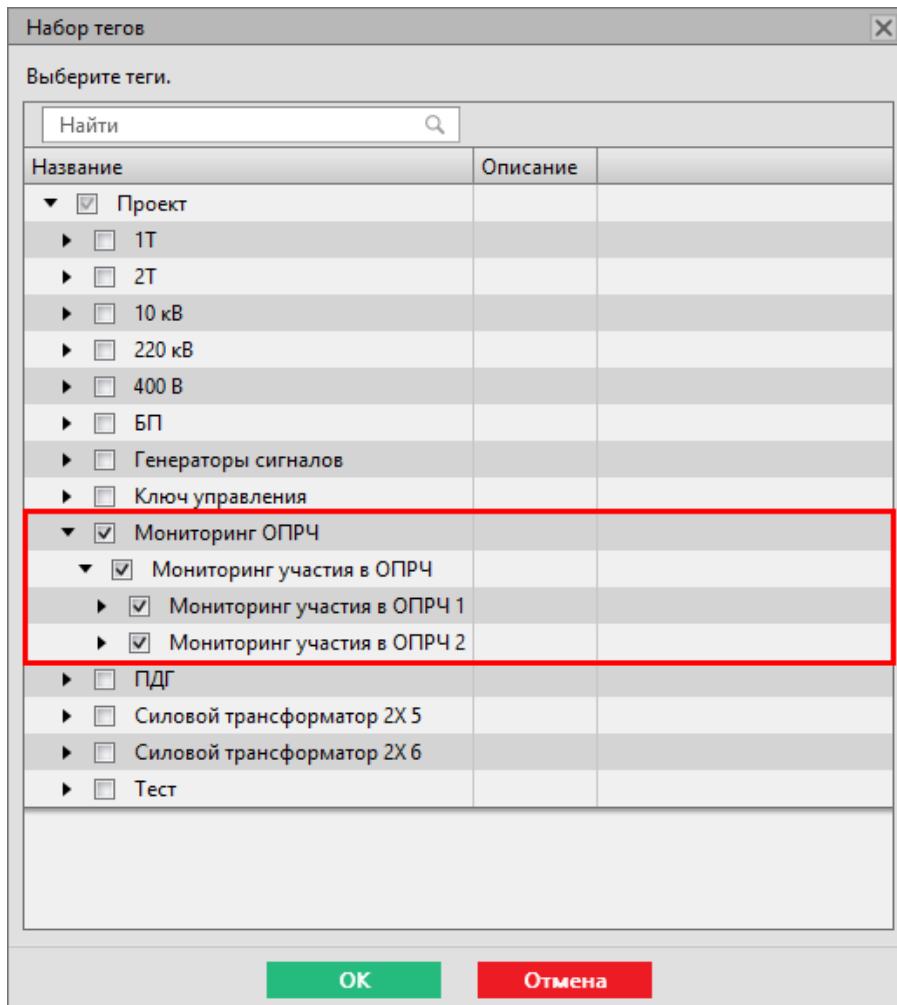 Набор тегов
Выберите теги.
Найти
Название Описание
Проект
1Т
2Т
10 кВ
220 кВ
400 В
БП
Генераторы сигналов
Ключ управления
Мониторинг ОПРЧ
Мониторинг участия в ОПРЧ
Мониторинг участия в ОПРЧ 1
Мониторинг участия в ОПРЧ 2
ПДГ
Силовой трансформатор 2Х 5
Силовой трансформатор 2Х 6
Тест
ОК Отмена